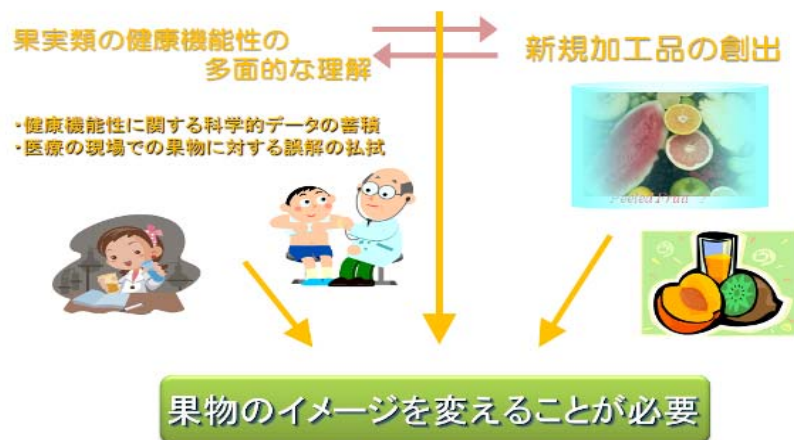 果実類の健康機能性の
多面的な理解
・健康機能性に関する科学的データの蓄積
・医療の現場での果物に対する誤解の払拭
新規加工品の創出
Peeled Fruit
果物のイメージを変えることが必要